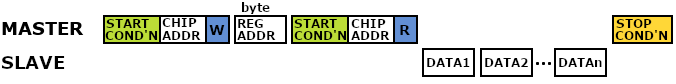 byte
MASTER START COND'N CHIP ADDR W REG ADDR START COND'N CHIP ADDR R STOP COND'N
SLAVE DATA1 DATA2 ... DATAn